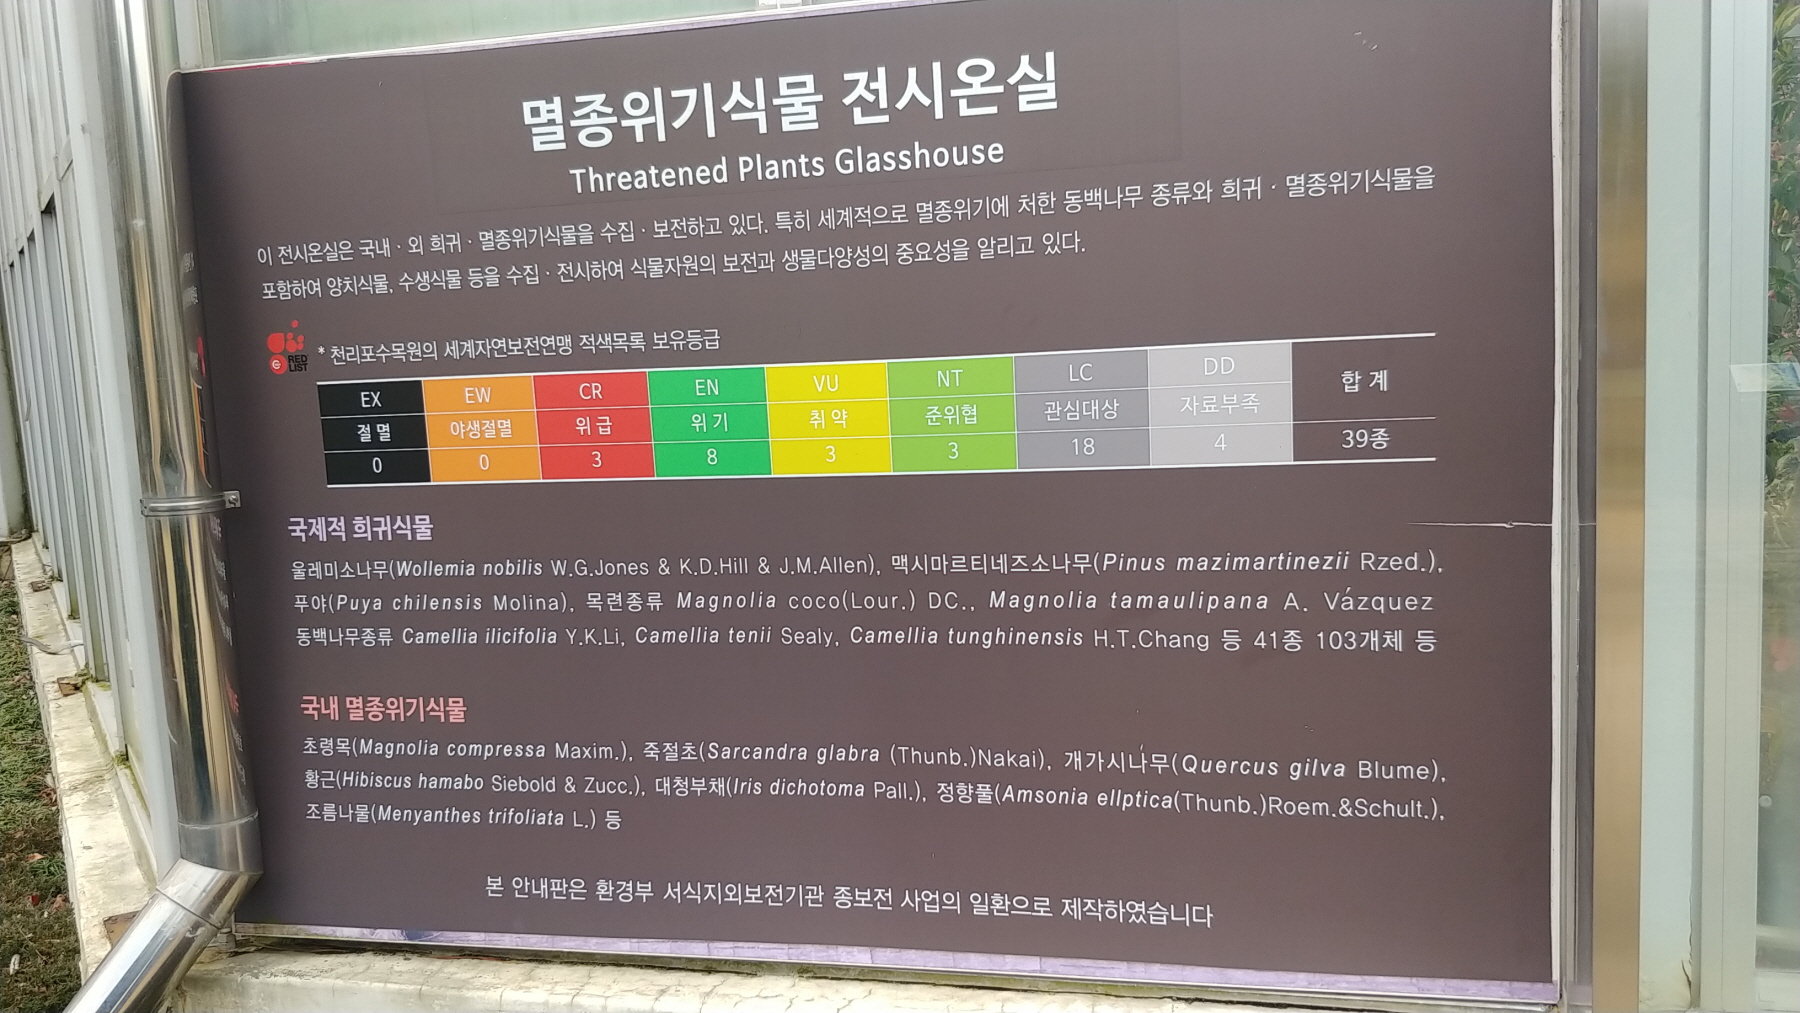 멸종위기식물 전시온실
Threatened Plants Glasshouse
이 전시온실은 국내 · 외 희귀 · 멸종위기식물을 수집 · 보전하고 있다. 특히 세계적으로 멸종위기에 처한 동백나무 종류와 희귀 · 멸종위기식물을
포함하여 양치식물, 수생식물 등을 수집 · 전시하여 식물자원의 보전과 생물다양성의 중요성을 알리고 있다.
RED
LIST
* 천리포수목원의 세계자연보전연맹 적색목록 보유등급
EX EW CR EN VU NT LC DD 합 계
절 멸 야생절멸 위 급 위 기 취 약 준위협 관심대상 자료부족
0 0 3 8 3 3 18 4 39종
국제적 희귀식물
울레미소나무(Wollemia nobilis W.G.Jones & K.D.Hill & J.M.Allen), 맥시마르티네즈소나무(Pinus mazimartinezii Rzed.),
푸야(Puya chilensis Molina), 목련종류 Magnolia coco(Lour.) DC., Magnolia tamaulipana A. Vázquez
동백나무종류 Camellia ilicifolia Y.K.Li, Camellia tenii Sealy, Camellia tunghinensis H.T.Chang 등 41종 103개체 등
국내 멸종위기식물
초령목(Magnolia compressa Maxim.), 죽절초(Sarcandra glabra (Thunb.)Nakai), 개가시나무(Quercus gilva Blume),
황근(Hibiscus hamabo Siebold & Zucc.), 대청부채(Iris dichotoma Pall.), 정향풀(Amsonia ellptica(Thunb.)Roem.&Schult.),
조름나물(Menyanthes trifoliata L.) 등
본 안내판은 환경부 서식지외보전기관 종보전 사업의 일환으로 제작하였습니다